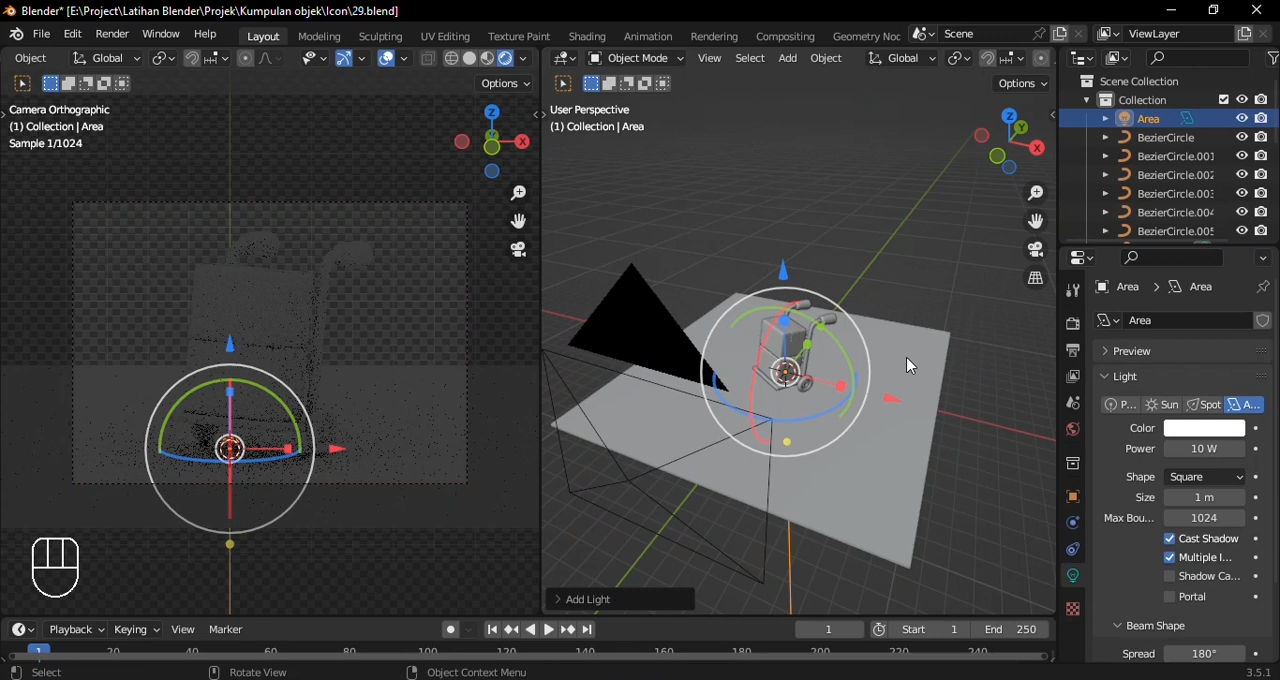 Blender* [E:\Project\Latihan Blender\Projek\Kumpulan objek\Icon\29.blend]
File Edit Render Window Help Layout Modeling Sculpting UV Editing Texture Paint Shading Animation Rendering Compositing Geometry Noc Scene ViewLayer
Object Global Object Mode View Select Add Object Global
Options Options
Camera Orthographic
(1) Collection | Area
Sample 1/1024
Z
X
User Perspective
(1) Collection | Area
Z
Y
X
Scene Collection
Collection
Area
BezierCircle
BezierCircle.001
BezierCircle.002
BezierCircle.003
BezierCircle.004
BezierCircle.005
Area > Area
Area
Preview
Light
P... Sun Spot A...
Color
Power 10 W
Shape Square
Size 1 m
Max Bou... 1024
Cast Shadow
Multiple I...
Shadow Ca...
Portal
Beam Shape
Spread 180°
> Add Light
Playback Keying View Marker 1 Start 1 End 250
1 20 40 60 80 100 120 140 160 180 200 220 240
Select Rotate View Object Context Menu 3.5.1